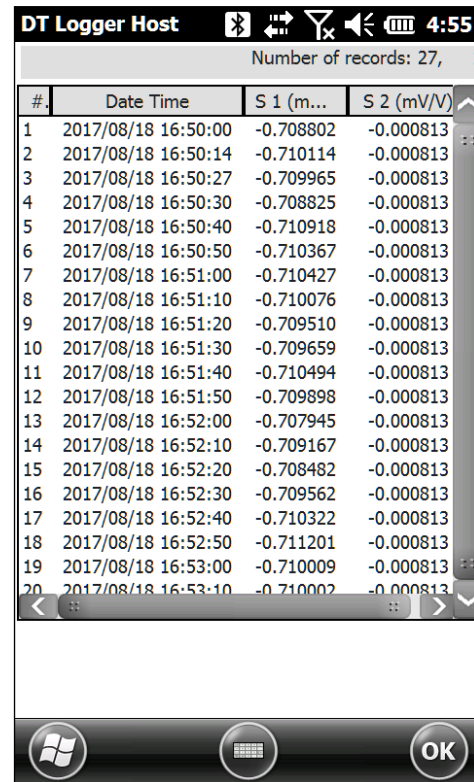 DT Logger Host 4:55
Number of records: 27,
#. Date Time S 1 (m... S 2 (mV/V)
1 2017/08/18 16:50:00 -0.708802 -0.000813
2 2017/08/18 16:50:14 -0.710114 -0.000813
3 2017/08/18 16:50:27 -0.709965 -0.000813
4 2017/08/18 16:50:30 -0.708825 -0.000813
5 2017/08/18 16:50:40 -0.710918 -0.000813
6 2017/08/18 16:50:50 -0.710367 -0.000813
7 2017/08/18 16:51:00 -0.710427 -0.000813
8 2017/08/18 16:51:10 -0.710076 -0.000813
9 2017/08/18 16:51:20 -0.709510 -0.000813
10 2017/08/18 16:51:30 -0.709659 -0.000813
11 2017/08/18 16:51:40 -0.710494 -0.000813
12 2017/08/18 16:51:50 -0.709898 -0.000813
13 2017/08/18 16:52:00 -0.707945 -0.000813
14 2017/08/18 16:52:10 -0.709167 -0.000813
15 2017/08/18 16:52:20 -0.708482 -0.000813
16 2017/08/18 16:52:30 -0.709562 -0.000813
17 2017/08/18 16:52:40 -0.710322 -0.000813
18 2017/08/18 16:52:50 -0.711201 -0.000813
19 2017/08/18 16:53:00 -0.710009 -0.000813
20 2017/08/18 16:53:10 -0.710002 -0.000813
OK